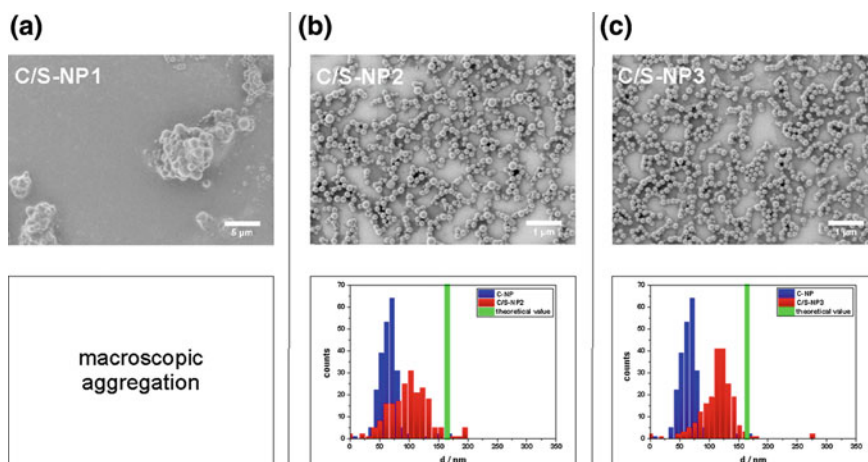 (a)
C/S-NP1
5 µm
macroscopic
aggregation
(b)
C/S-NP2
1 µm
70
60
50
40
30
20
10
0
counts
C-NP
C/S-NP2
theoretical value
0 50 100 150 200 250 300 350
d / nm
(c)
C/S-NP3
1 µm
70
60
50
40
30
20
10
0
counts
C-NP
C/S-NP3
theoretical value
0 50 100 150 200 250 300 350
d / nm